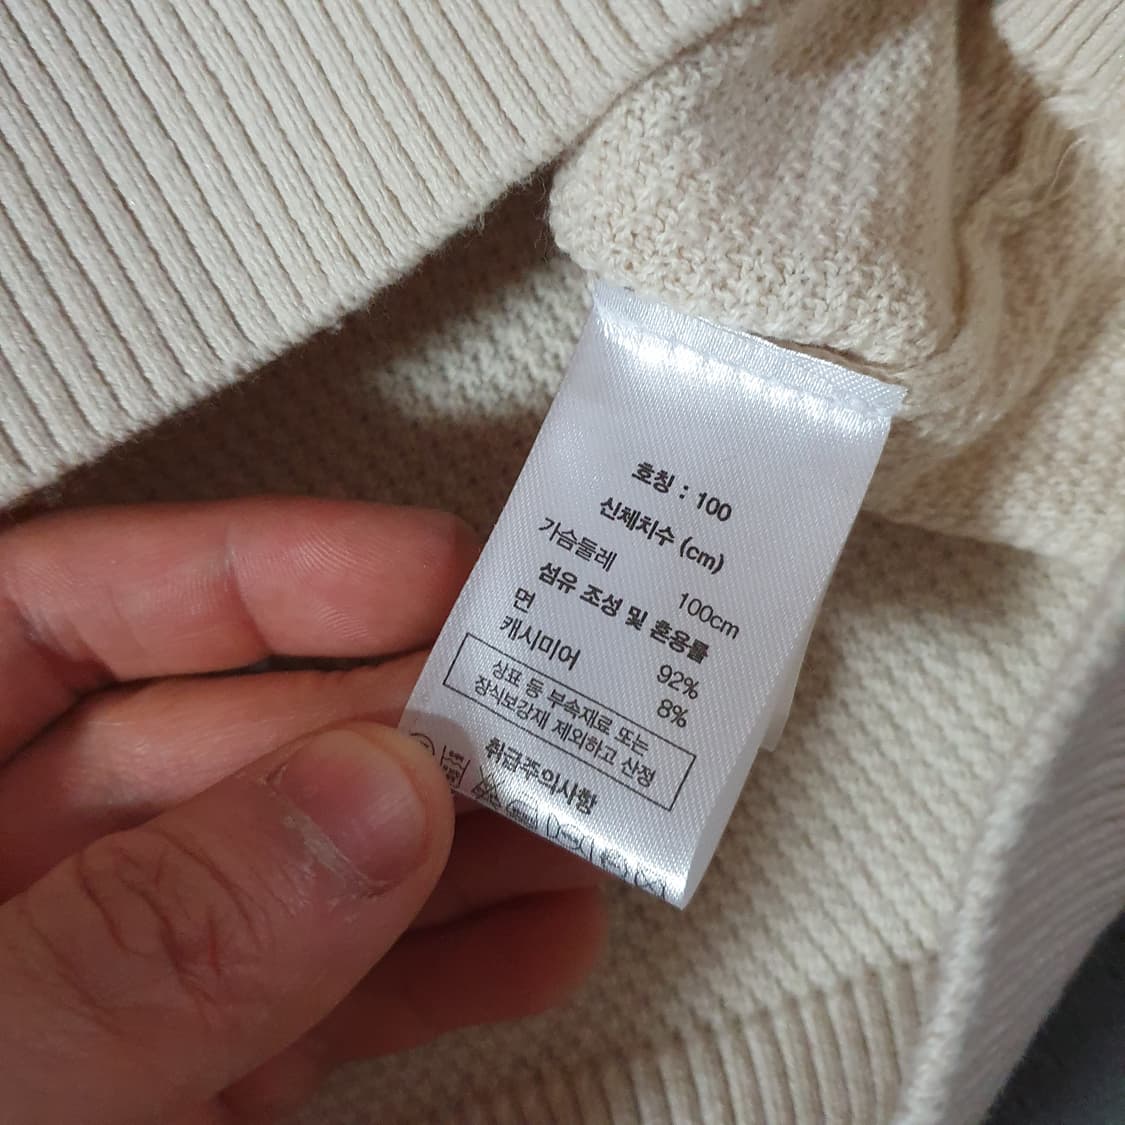 호칭 : 100
신체치수 (cm)
가슴둘레 100cm
섬유 조성 및 혼용률
면 92%
캐시미어 8%
상표 등 부속재료 또는
장식보강재 제외하고 산정
취급주의사항